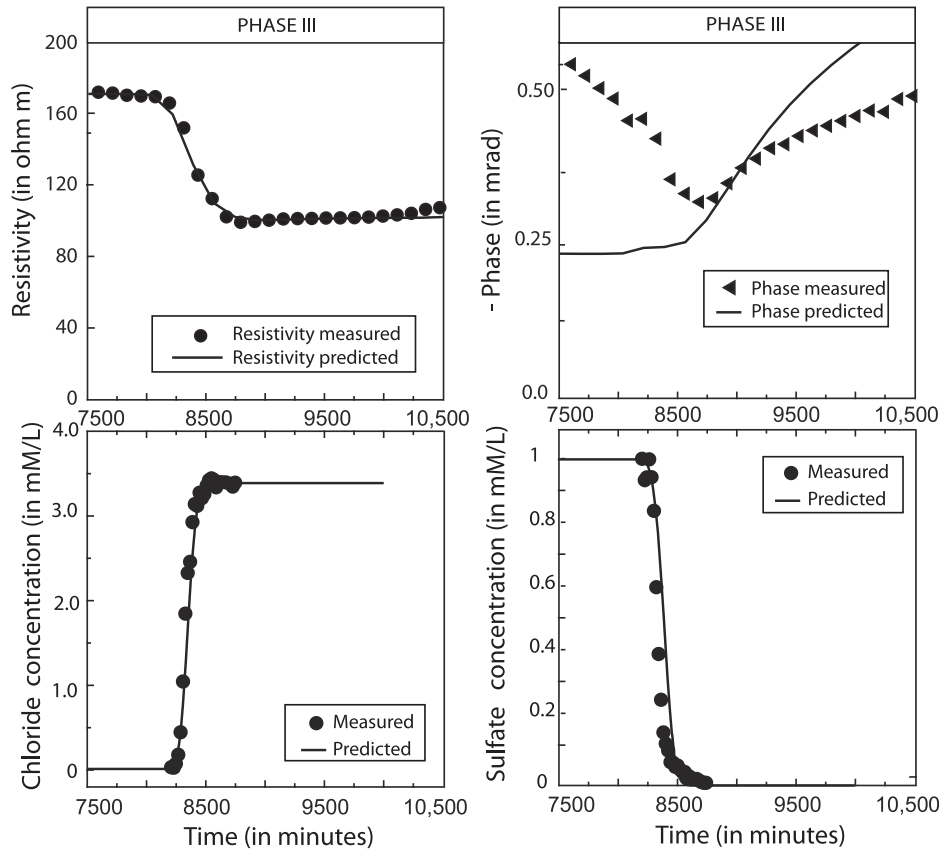 PHASE III
200
160
120
80
40
0
Resistivity (in ohm m)
Resistivity measured
Resistivity predicted
7500
8500
9500
10,500
PHASE III
0.50
0.25
0.0
- Phase (in mrad)
Phase measured
Phase predicted
7500
8500
9500
10,500
4.0
3.0
2.0
1.0
0
Chloride concentration (in mM/L)
Measured
Predicted
7500
8500
9500
10,500
Time (in minutes)
1
0.8
0.6
0.4
0.2
0
Sulfate concentration (in mM/L)
Measured
Predicted
7500
8500
9500
10,500
Time (in minutes)